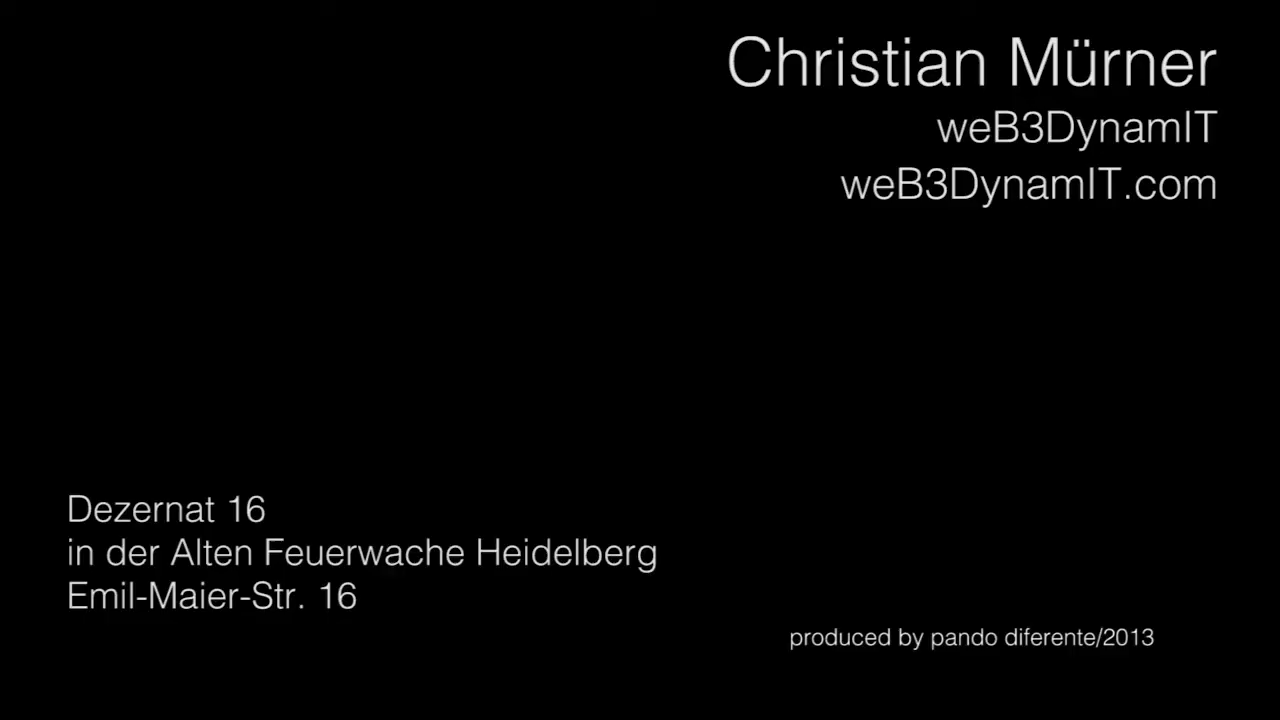 Christian Mürner
weB3DynamIT
weB3DynamIT.com
Dezernat 16
in der Alten Feuerwache Heidelberg
Emil-Maier-Str. 16
produced by pando diferente/2013